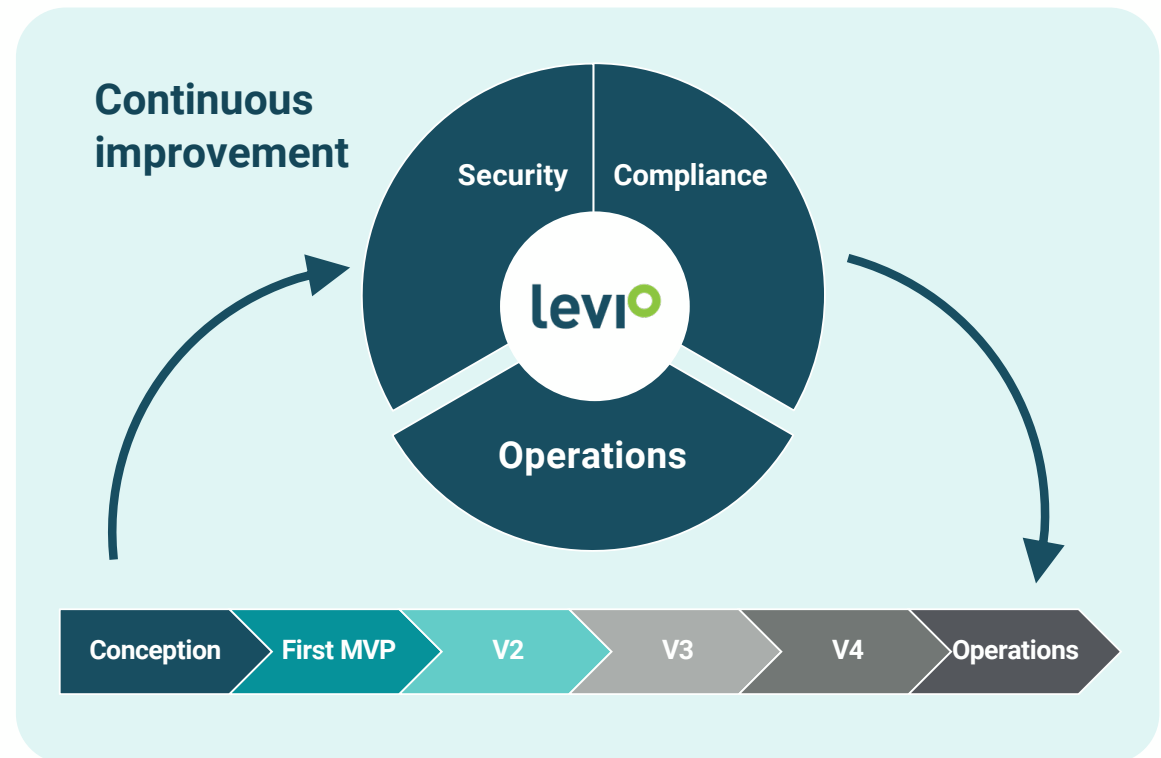 Continuous
improvement
Security
Compliance
levio
Operations
Conception
First MVP
V2
V3
V4
Operations